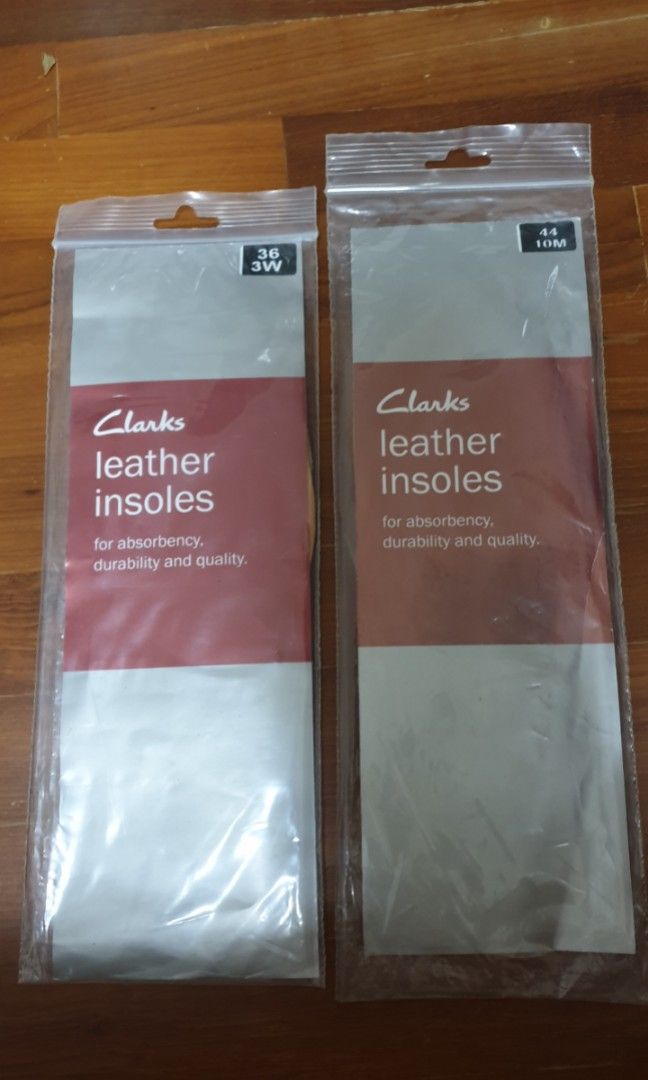 36
3W
Clarks
leather
insoles
for absorbency,
durability and quality.
44
10M
Clarks
leather
insoles
for absorbency,
durability and quality.